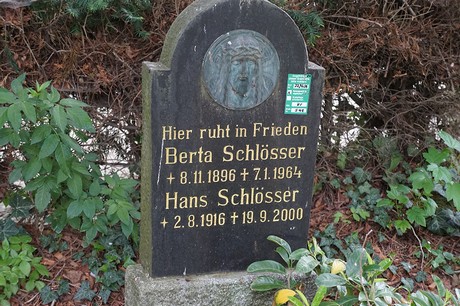 Hier ruht in Frieden
Berta Schlösser
+ 8.11.1896 + 7.1.1964
Hans Schlösser
+ 2.8.1916 + 19.9.2000